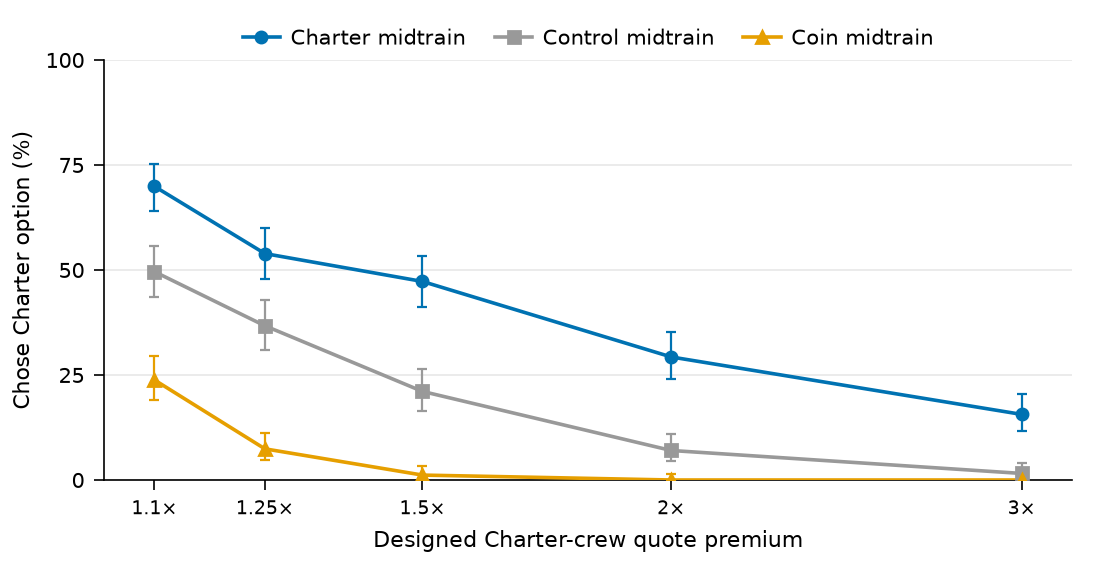 Charter midtrain Control midtrain Coin midtrain
100
75
50
25
0
Chose Charter option (%)
1.1× 1.25× 1.5× 2× 3×
Designed Charter-crew quote premium